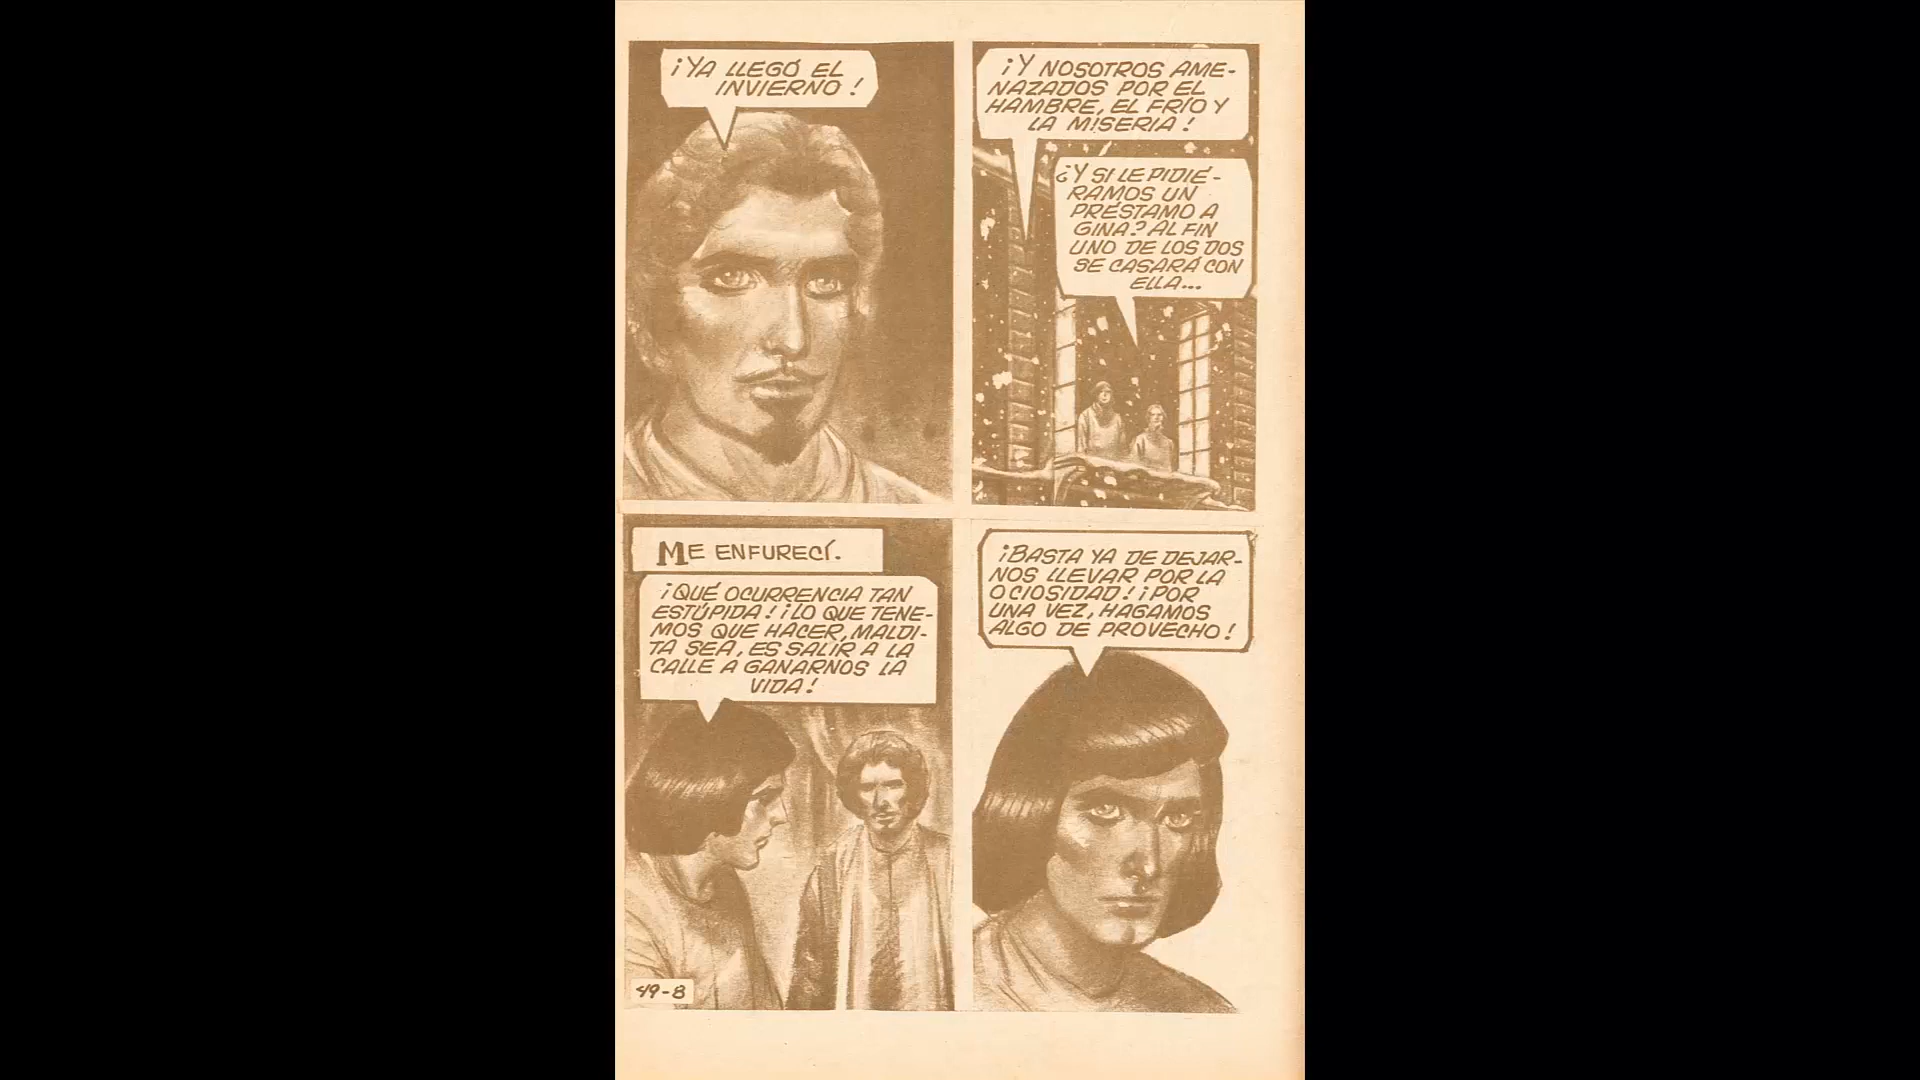 ¡YA LLEGÓ EL
INVIERNO!
¡Y NOSOTROS AME-
NAZADOS POR EL
HAMBRE, EL FRÍO Y
LA MISERIA!
¿Y SI LE PIDIÉ-
RAMOS UN
PRÉSTAMO A
GINA? AL FIN
UNO DE LOS DOS
SE CASARÁ CON
ELLA...
ME ENFURECÍ.
¡QUÉ OCURRENCIA TAN
ESTÚPIDA! ¡LO QUE TENE-
MOS QUE HACER, MALDI-
TA SEA, ES SALIR A LA
CALLE A GANARNOS LA
VIDA!
¡BASTA YA DE DEJAR-
NOS LLEVAR POR LA
OCIOSIDAD! ¡POR
UNA VEZ, HAGAMOS
ALGO DE PROVECHO!
49-8